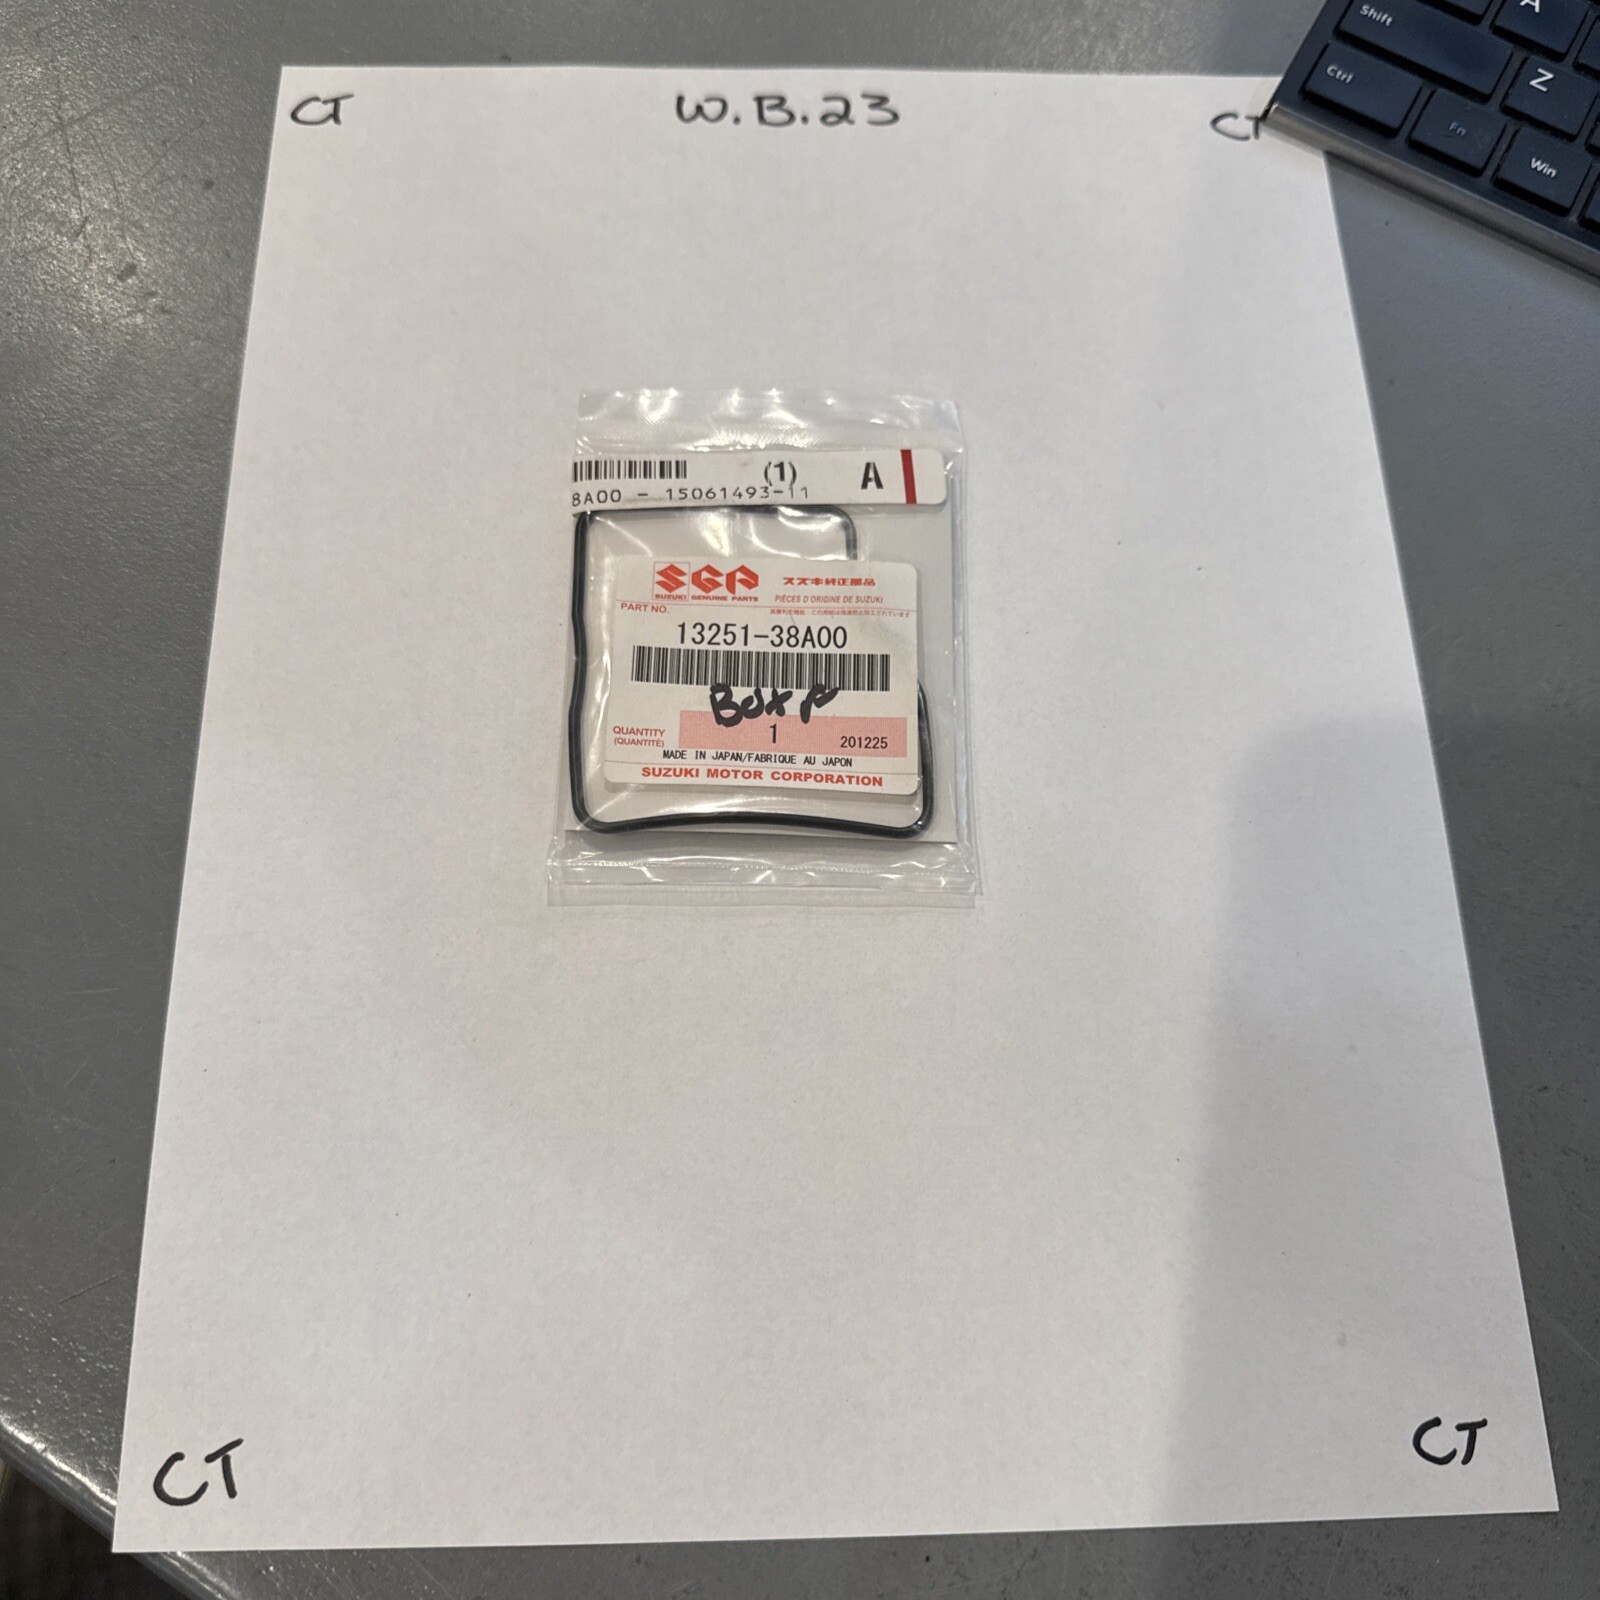 CT W.B.23 CT
Shift
A
Ctrl
Z
Fn
Win
(1) A
8A00 - 15061493-11
SGP スズキ純正部品
SUZUKI GENUINE PARTS PIÈCES D'ORIGINE DE SUZUKI
PART NO.
13251-38A00
Box P
QUANTITY 1 201225
(QUANTITÉ)
MADE IN JAPAN/FABRIQUE AU JAPON
SUZUKI MOTOR CORPORATION
CT CT